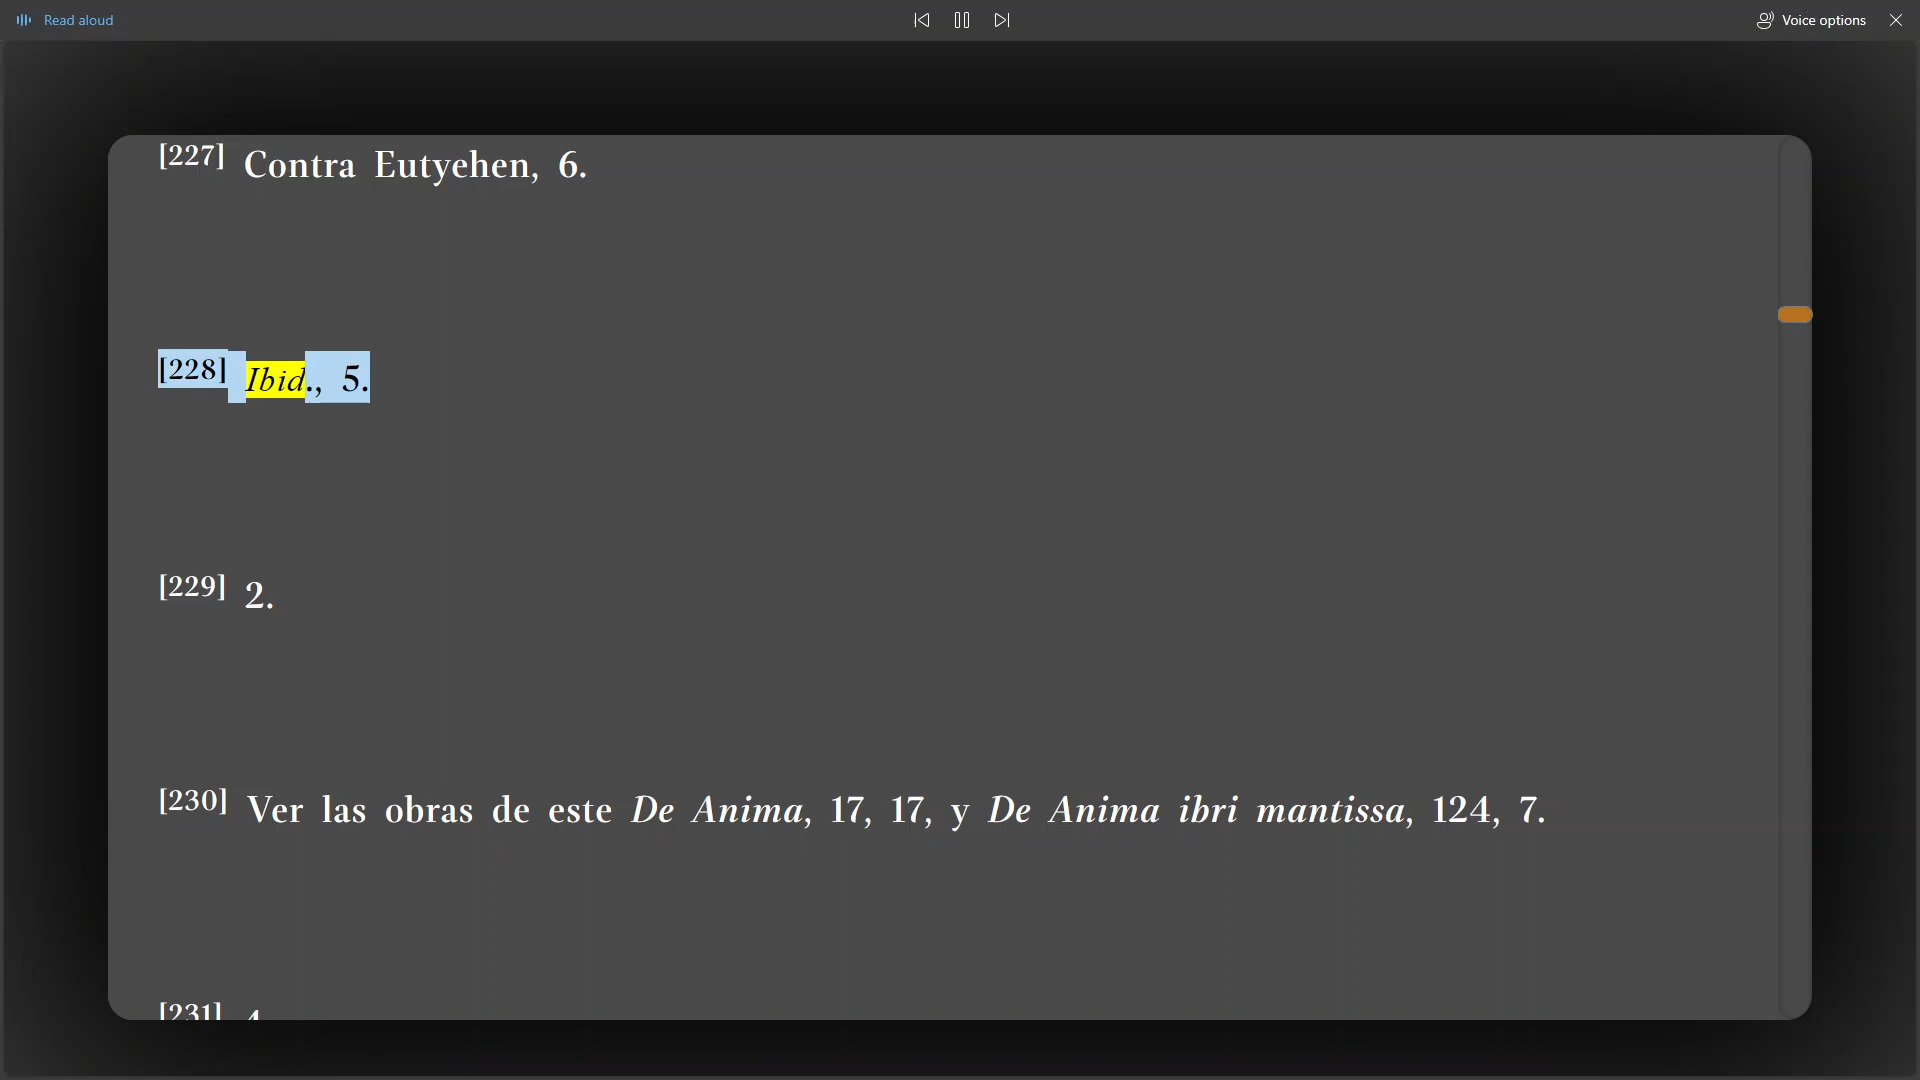 Read aloud
Voice options
[227] Contra Eutyehen, 6.
[228] Ibid., 5.
[229] 2.
[230] Ver las obras de este De Anima, 17, 17, y De Anima ibri mantissa, 124, 7.
[231] 4